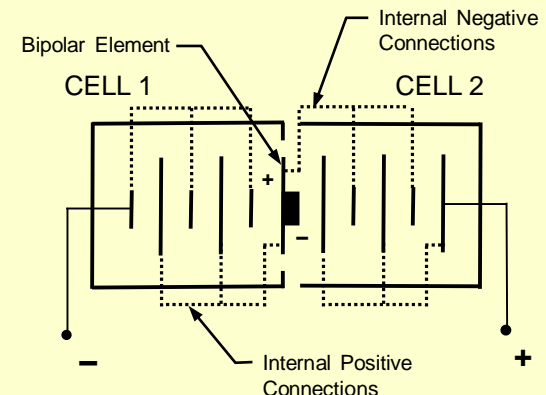 Internal Negative
Connections
Bipolar Element
CELL 1
CELL 2
+
–
–
+
Internal Positive
Connections